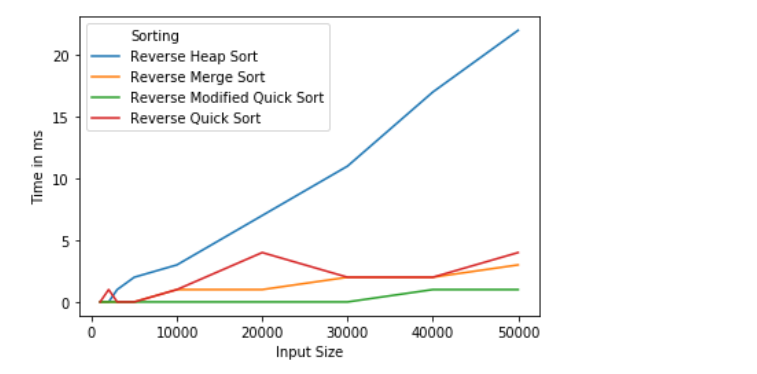 Sorting
Reverse Heap Sort
Reverse Merge Sort
Reverse Modified Quick Sort
Reverse Quick Sort
Time in ms
20
15
10
5
0
0 10000 20000 30000 40000 50000
Input Size